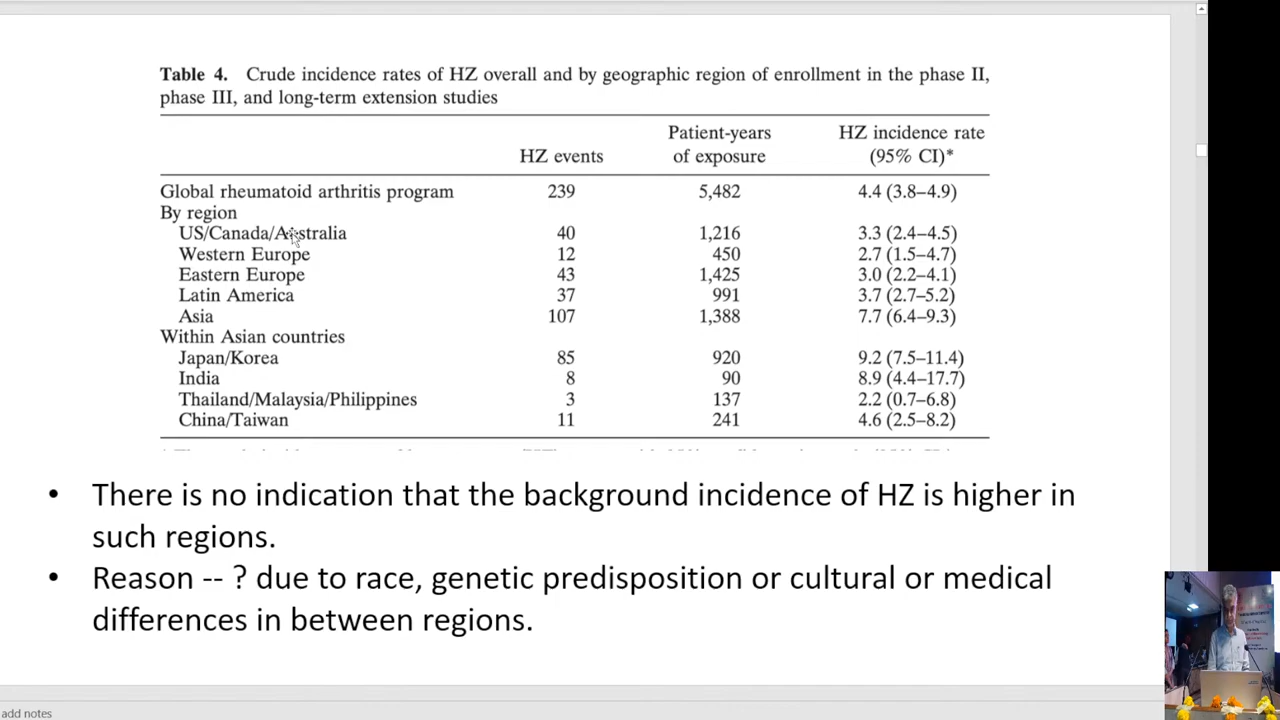 Table 4. Crude incidence rates of HZ overall and by geographic region of enrollment in the phase II,
phase III, and long-term extension studies
HZ events Patient-years of exposure HZ incidence rate (95% CI)*
Global rheumatoid arthritis program 239 5,482 4.4 (3.8–4.9)
By region
US/Canada/Australia 40 1,216 3.3 (2.4–4.5)
Western Europe 12 450 2.7 (1.5–4.7)
Eastern Europe 43 1,425 3.0 (2.2–4.1)
Latin America 37 991 3.7 (2.7–5.2)
Asia 107 1,388 7.7 (6.4–9.3)
Within Asian countries
Japan/Korea 85 920 9.2 (7.5–11.4)
India 8 90 8.9 (4.4–17.7)
Thailand/Malaysia/Philippines 3 137 2.2 (0.7–6.8)
China/Taiwan 11 241 4.6 (2.5–8.2)
• There is no indication that the background incidence of HZ is higher in
such regions.
• Reason -- ? due to race, genetic predisposition or cultural or medical
differences in between regions.
add notes